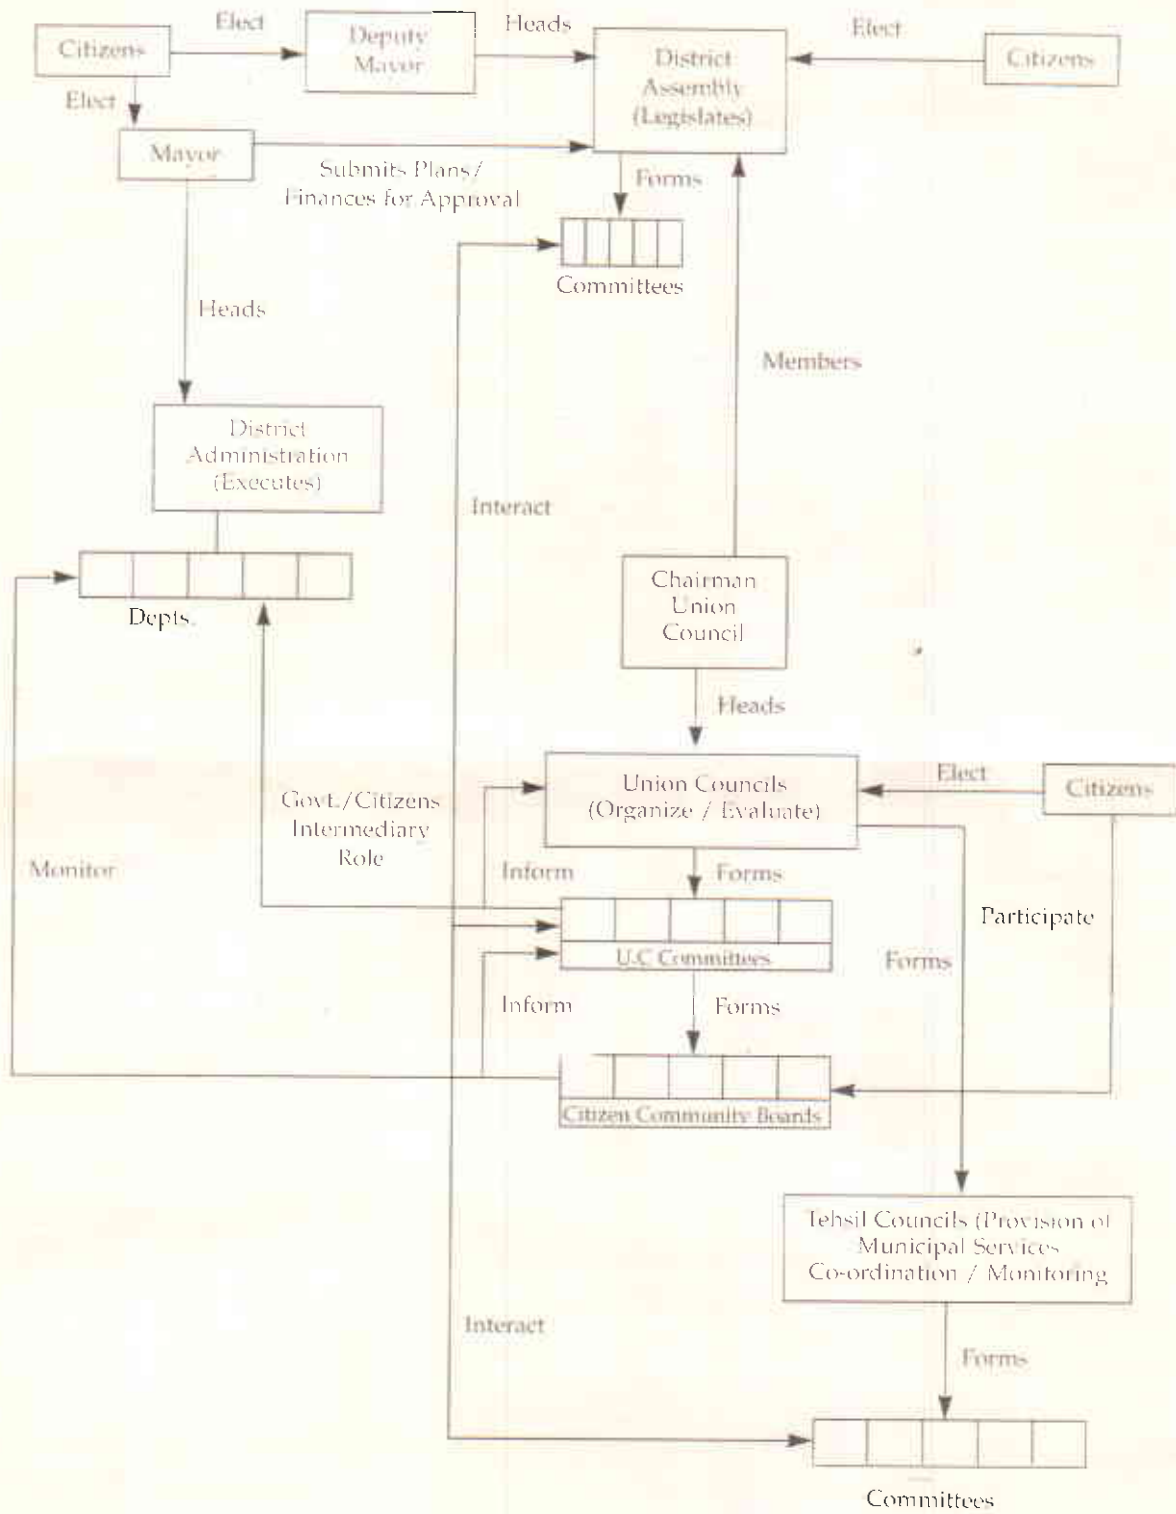 Elect
Heads
Elect
Citizens
Deputy
Mayor
District
Assembly
(Legislates)
Citizens
Elect
Mayor
Submits Plans/
Finances for Approval
Forms
Committees
Heads
Members
District
Administration
(Executes)
Interact
Depts.
Chairman
Union
Council
Heads
Union Councils
(Organize / Evaluate)
Elect
Citizens
Govt./Citizens
Intermediary
Role
Monitor
Inform
Forms
Participate
U.C Committees
Forms
Inform
Forms
Citizen Community Boards
Tehsil Councils (Provision of
Municipal Services
Co-ordination / Monitoring
Interact
Forms
Committees